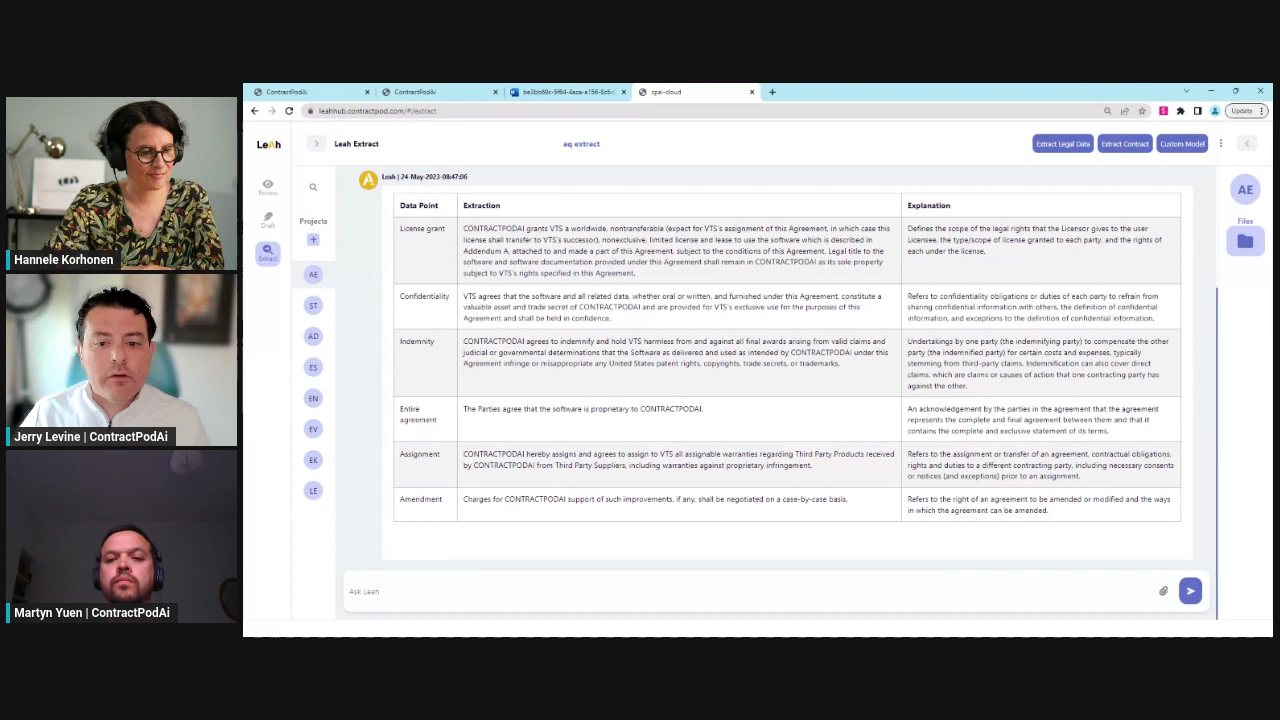 Hannele Korhonen
Jerry Levine | ContractPodAi
Martyn Yuen | ContractPodAi
ContractPodAi
ContractPodAi
cpai-cloud
leahhub.contractpod.com/#/extract
Update
LeAh
Leah Extract
aq extract
Extract Legal Data
Extract Contract
Custom Model
Review
Draft
Extract
Projects
AE
ST
AD
ES
EN
EV
EK
LE
Leah | 24-May-2023-08:47:06
Data Point
Extraction
Explanation
License grant
CONTRACTPODAI grants VTS a worldwide, nontransferable (expect for VTS's assignment of this Agreement, in which case this
license shall transfer to VTS's successor), nonexclusive, limited license and lease to use the software which is described in
Addendum A, attached to and made a part of this Agreement, subject to the conditions of this Agreement. Legal title to the
software and software documentation provided under this Agreement shall remain in CONTRACTPODAI as its sole property
subject to VTS's rights specified in this Agreement.
Defines the scope of the legal rights that the Licensor gives to the user
Licensee, the type/scope of license granted to each party, and the rights of
each under the license.
Confidentiality
VTS agrees that the software and all related data, whether oral or written, and furnished under this Agreement, constitute a
valuable asset and trade secret of CONTRACTPODAI and are provided for VTS's exclusive use for the purposes of this
Agreement and shall be held in confidence.
Refers to confidentiality obligations or duties of each party to refrain from
sharing confidential information with others, the definition of confidential
information, and exceptions to the definition of confidential information.
Indemnity
CONTRACTPODAI agrees to indemnify and hold VTS harmless from and against all final awards arising from valid claims and
judicial or governmental determinations that the Software as delivered and used as intended by CONTRACTPODAI under this
Agreement infringe or misappropriate any United States patent rights, copyrights, trade secrets, or trademarks.
Undertakings by one party (the indemnifying party) to compensate the other
party (the indemnified party) for certain costs and expenses, typically
stemming from third-party claims. Indemnification can also cover direct
claims, which are claims or causes of action that one contracting party has
against the other.
Entire
agreement
The Parties agree that the software is proprietary to CONTRACTPODAI.
An acknowledgement by the parties in the agreement that the agreement
represents the complete and final agreement between them and that it
contains the complete and exclusive statement of its terms.
Assignment
CONTRACTPODAI hereby assigns and agrees to assign to VTS all assignable warranties regarding Third Party Products received
by CONTRACTPODAI from Third Party Suppliers, including warranties against proprietary infringement.
Refers to the assignment or transfer of an agreement, contractual obligations,
rights and duties to a different contracting party, including necessary consents
or notices (and exceptions) prior to an assignment.
Amendment
Charges for CONTRACTPODAI support of such improvements, if any, shall be negotiated on a case-by-case basis.
Refers to the right of an agreement to be amended or modified and the ways
in which the agreement can be amended.
Ask Leah
AE
Files